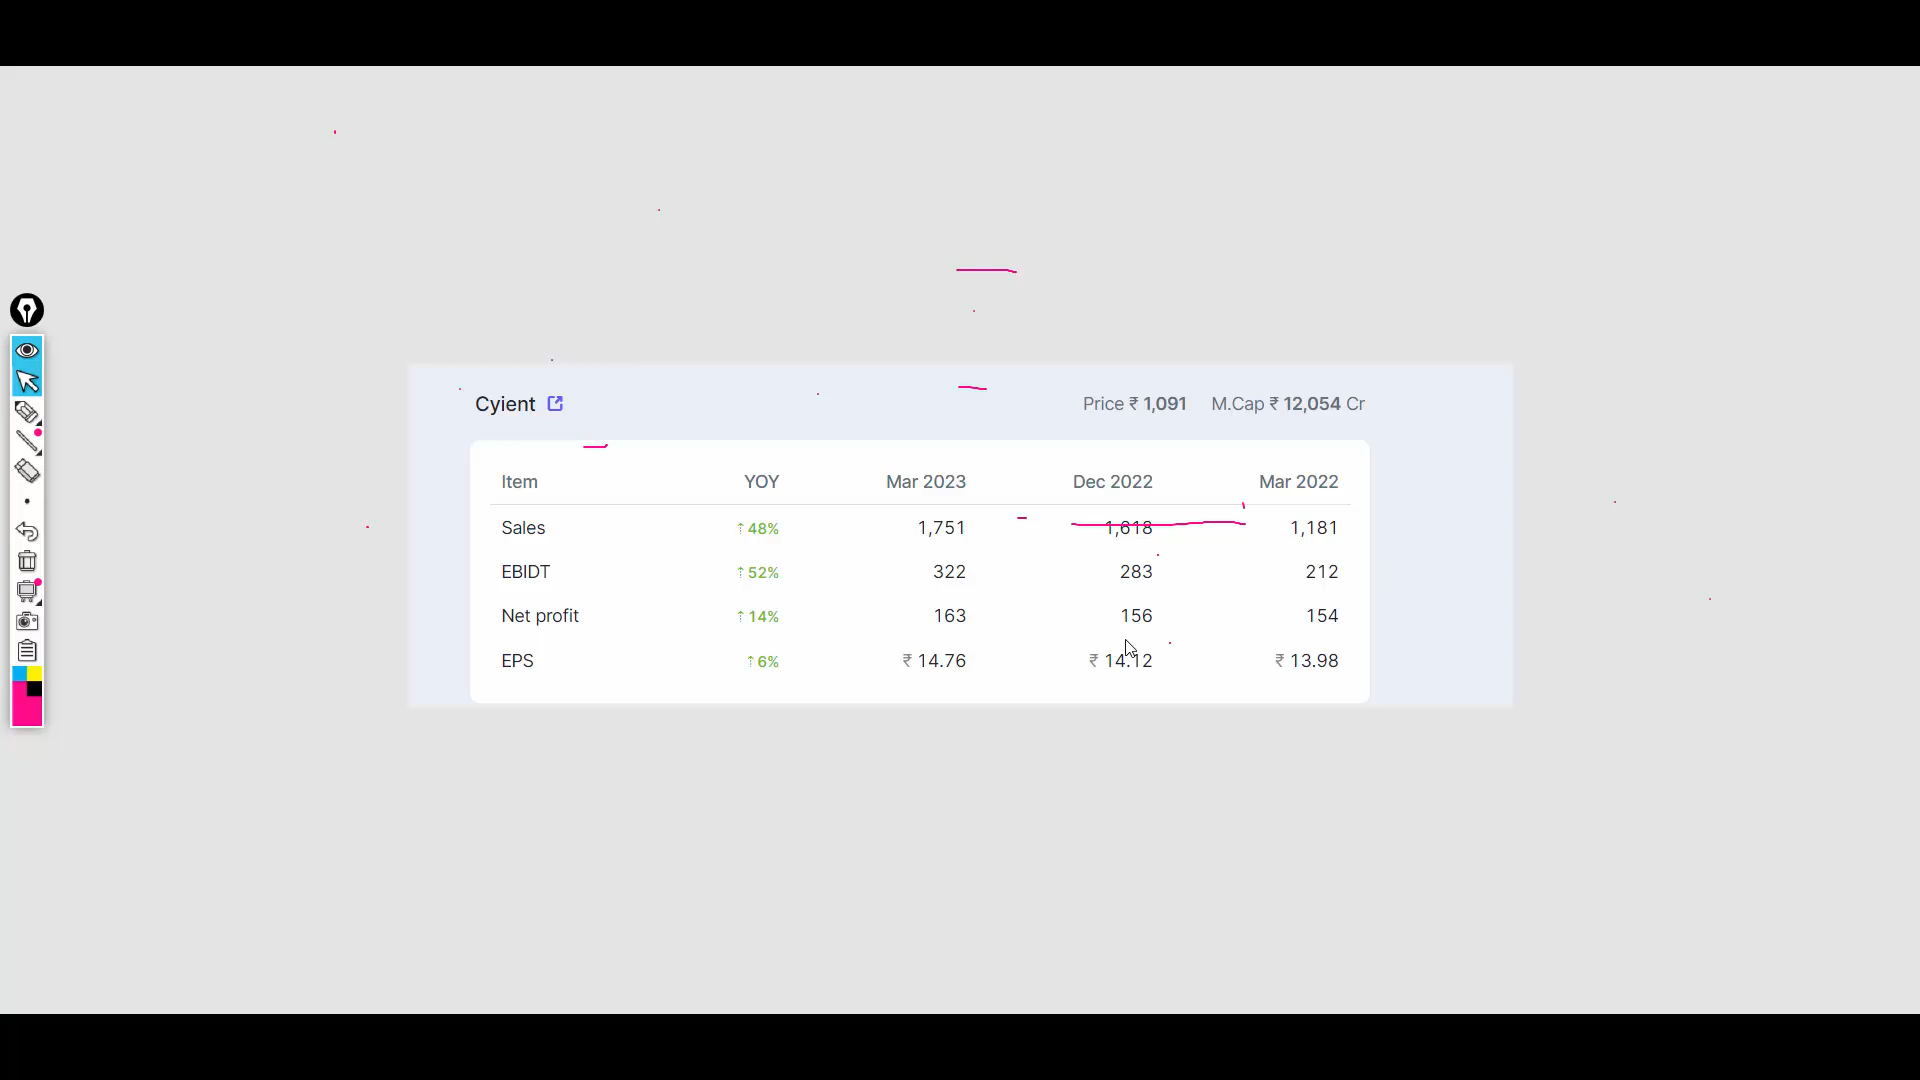 Cyient Price ₹ 1,091 M.Cap ₹ 12,054 Cr
Item YOY Mar 2023 Dec 2022 Mar 2022
Sales ⇡ 48% 1,751 1,618 1,181
EBIDT ⇡ 52% 322 283 212
Net profit ⇡ 14% 163 156 154
EPS ⇡ 6% ₹ 14.76 ₹ 14.12 ₹ 13.98